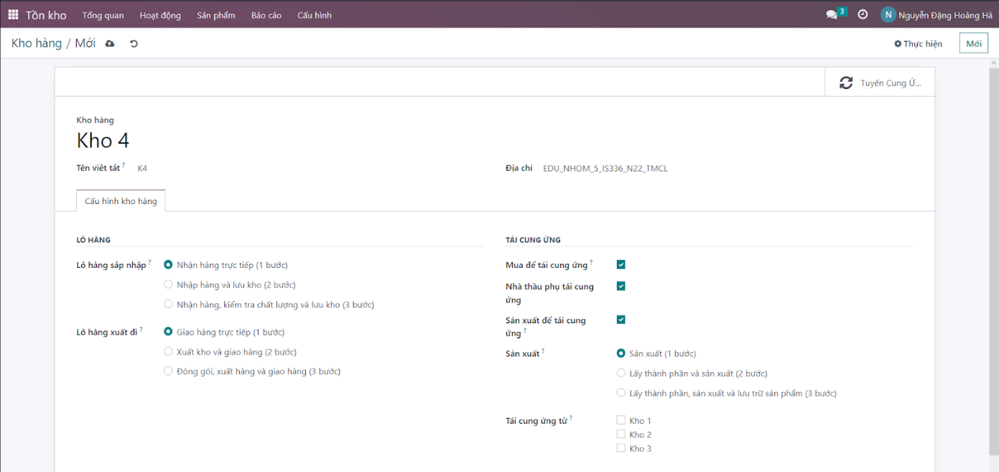 Tồn kho Tổng quan Hoạt động Sản phẩm Báo cáo Cấu hình 3 N Nguyễn Đặng Hoàng Hà
Kho hàng / Mới Thực hiện Mới
Tuyến Cung Ứ...
Kho hàng
Kho 4
Tên viết tắt ? K4 Địa chỉ EDU_NHOM_5_IS336_N22_TMCL
Cấu hình kho hàng
LÔ HÀNG
Lô hàng sắp nhập ? Nhận hàng trực tiếp (1 bước)
Nhập hàng và lưu kho (2 bước)
Nhận hàng, kiểm tra chất lượng và lưu kho (3 bước)
Lô hàng xuất đi ? Giao hàng trực tiếp (1 bước)
Xuất kho và giao hàng (2 bước)
Đóng gói, xuất hàng và giao hàng (3 bước)
TÁI CUNG ỨNG
Mua để tái cung ứng ?
Nhà thầu phụ tái cung
ứng
Sản xuất để tái cung
ứng ?
Sản xuất ? Sản xuất (1 bước)
Lấy thành phần và sản xuất (2 bước)
Lấy thành phần, sản xuất và lưu trữ sản phẩm (3 bước)
Tái cung ứng từ ? Kho 1
Kho 2
Kho 3